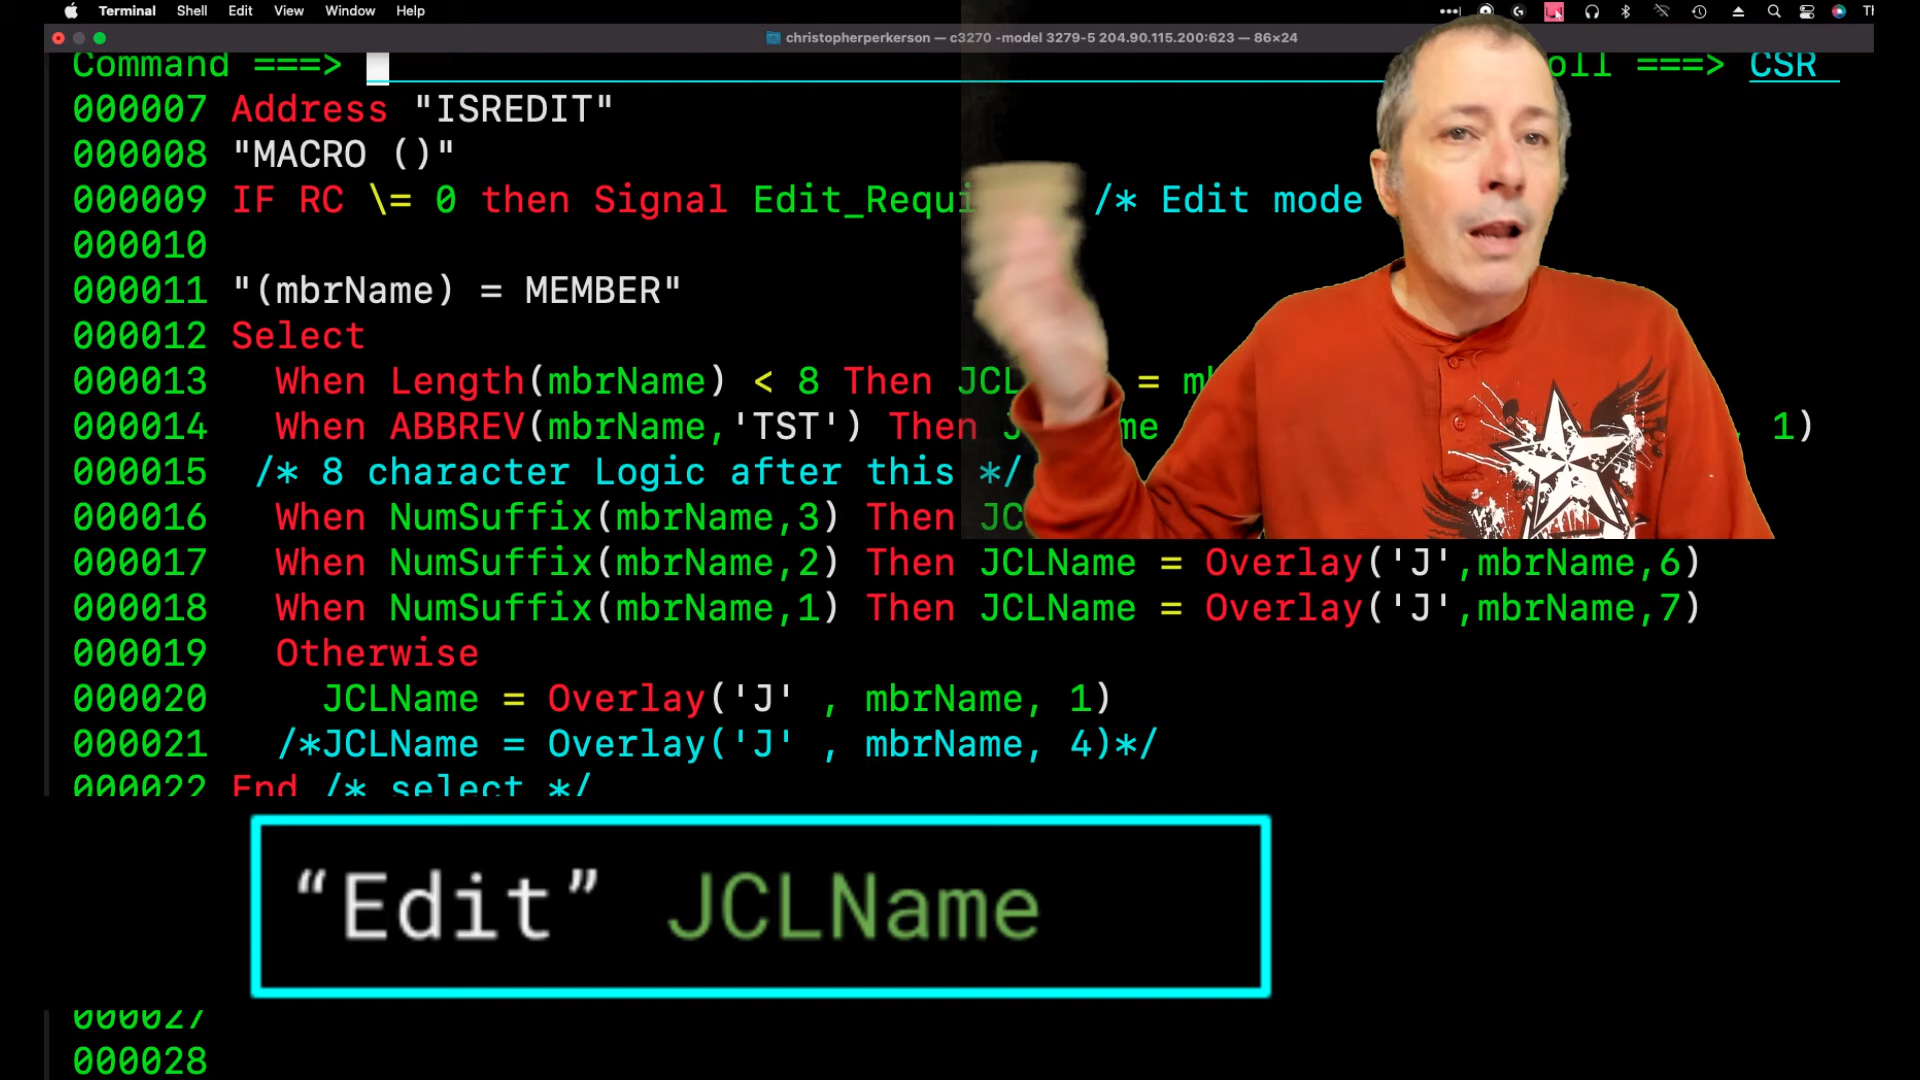 Terminal Shell Edit View Window Help
christopherperkerson — c3270 -model 3279-5 204.90.115.200:623 — 86×24
Command ===> ===> CSR
000007 Address "ISREDIT"
000008 "MACRO ()"
000009 IF RC \= 0 then Signal Edit_Requi /* Edit mode
000010
000011 "(mbrName) = MEMBER"
000012 Select
000013 When Length(mbrName) < 8 Then JCL = m
000014 When ABBREV(mbrName,'TST') Then J me 1)
000015 /* 8 character Logic after this */
000016 When NumSuffix(mbrName,3) Then JC
000017 When NumSuffix(mbrName,2) Then JCLName = Overlay('J',mbrName,6)
000018 When NumSuffix(mbrName,1) Then JCLName = Overlay('J',mbrName,7)
000019 Otherwise
000020 JCLName = Overlay('J' , mbrName, 1)
000021 /*JCLName = Overlay('J' , mbrName, 4)*/
000022 End /* select */
“Edit” JCLName
000027
000028